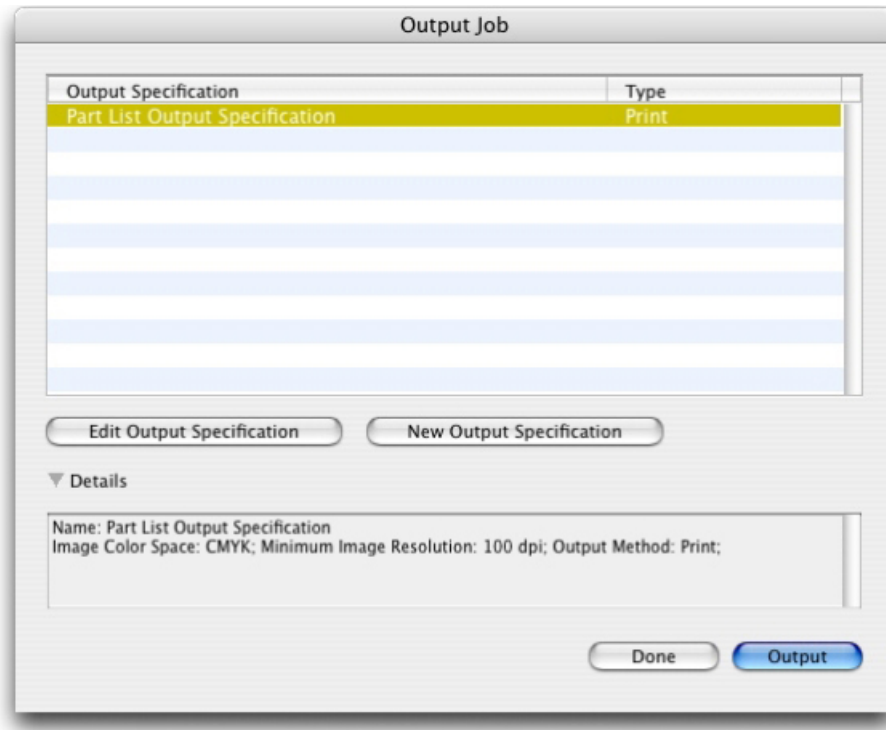 Output Job
Output Specification Type
Part List Output Specification Print
Edit Output Specification New Output Specification
Details
Name: Part List Output Specification
Image Color Space: CMYK; Minimum Image Resolution: 100 dpi; Output Method: Print;
Done Output